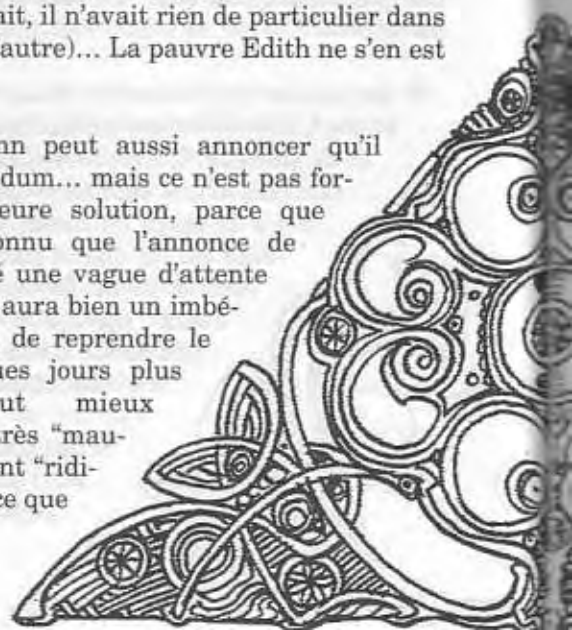 ait, il n'avait rien de particulier dans
autre)... La pauvre Edith ne s'en est
nn peut aussi annoncer qu'il
dum... mais ce n'est pas for-
eure solution, parce que
onnu que l'annonce de
é une vague d'attente
aura bien un imbé-
de reprendre le
ues jours plus
ut mieux
rès “mau-
nt “ridi-
ce que